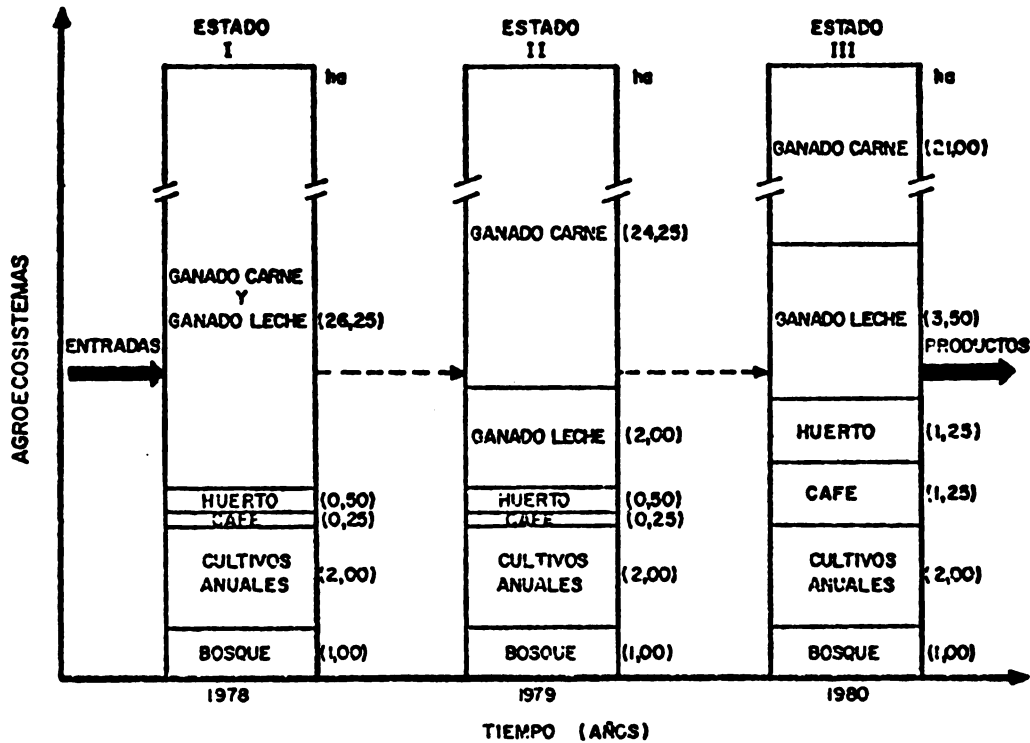 AGROECOSISTEMAS
ENTRADAS
ESTADO
I
ha
GANADO CARNE
Y
GANADO LECHE (26,25)
HUERTO (0,50)
CAFE (0,25)
CULTIVOS
ANUALES (2,00)
BOSQUE (1,00)
1978
ESTADO
II
ha
GANADO CARNE (24,25)
GANADO LECHE (2,00)
HUERTO (0,50)
CAFE (0,25)
CULTIVOS
ANUALES (2,00)
BOSQUE (1,00)
1979
ESTADO
III
ha
GANADO CARNE (21,00)
GANADO LECHE (3,50)
HUERTO (1,25)
CAFE (1,25)
CULTIVOS
ANUALES (2,00)
BOSQUE (1,00)
1980
PRODUCTOS
TIEMPO (AÑOS)